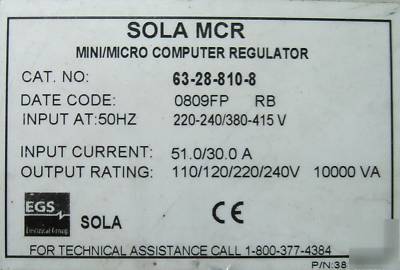 SOLA MCR
MINI/MICRO COMPUTER REGULATOR
CAT. NO: 63-28-810-8
DATE CODE: 0809FP RB
INPUT AT:50HZ 220-240/380-415 V
INPUT CURRENT: 51.0/30.0 A
OUTPUT RATING: 110/120/220/240V 10000 VA
EGS
Electrical Group
SOLA CE
FOR TECHNICAL ASSISTANCE CALL 1-800-377-4384
P/N:38